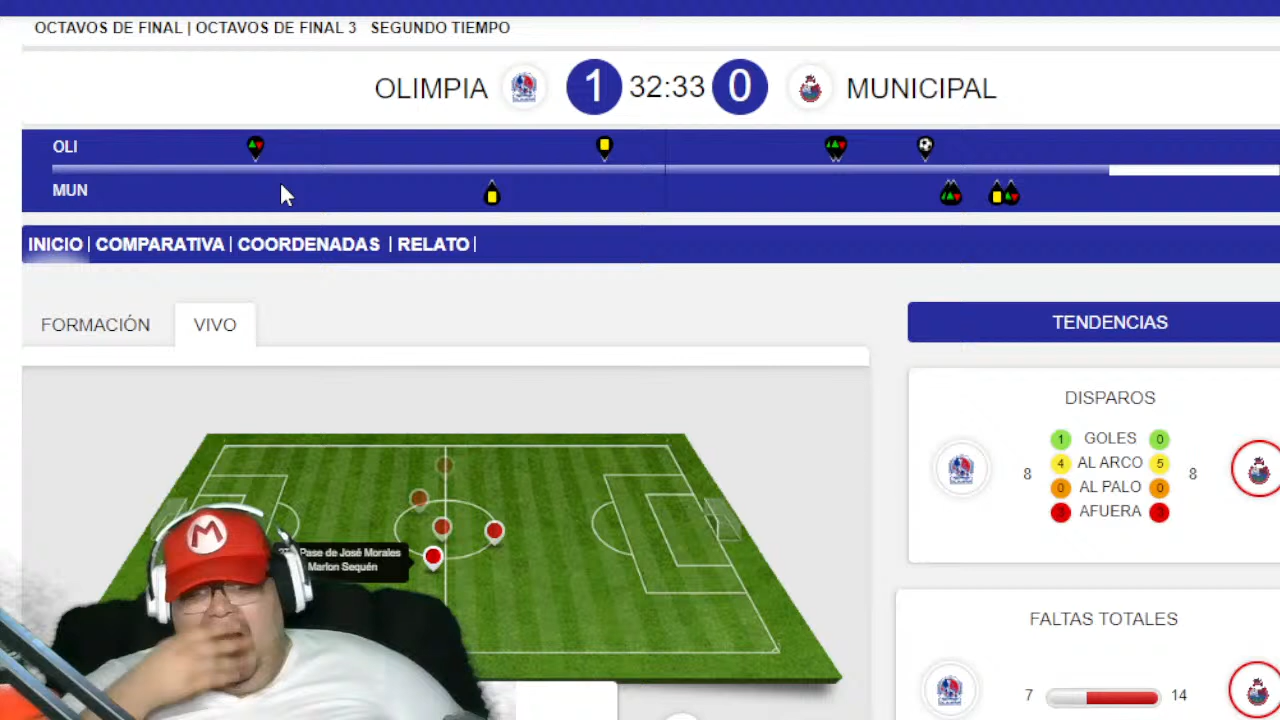 OCTAVOS DE FINAL | OCTAVOS DE FINAL 3 SEGUNDO TIEMPO
OLIMPIA 1 32:33 0 MUNICIPAL
OLI
MUN
INICIO | COMPARATIVA | COORDENADAS | RELATO |
FORMACIÓN VIVO
TENDENCIAS
DISPAROS
1 GOLES 0
8 4 AL ARCO 5 8
0 AL PALO 0
3 AFUERA 3
Pase de José Morales
Marlon Sequén
M
FALTAS TOTALES
7 14